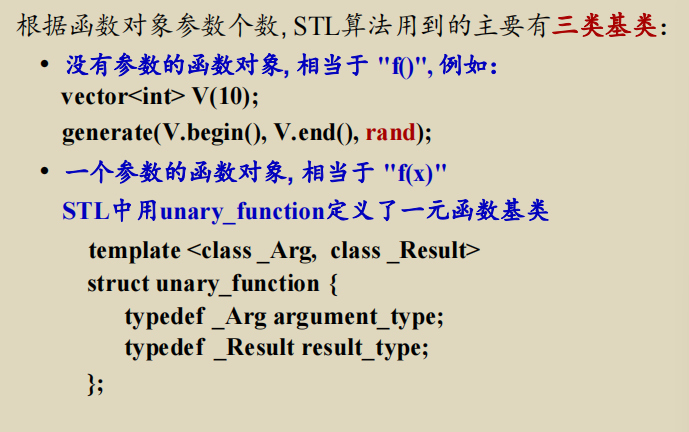 根据函数对象参数个数, STL算法用到的主要有三类基类:
• 没有参数的函数对象, 相当于 "f()", 例如:
vector<int> V(10);
generate(V.begin(), V.end(), rand);
• 一个参数的函数对象, 相当于 "f(x)"
STL中用unary_function定义了一元函数基类
template <class _Arg, class _Result>
struct unary_function {
typedef _Arg argument_type;
typedef _Result result_type;
};